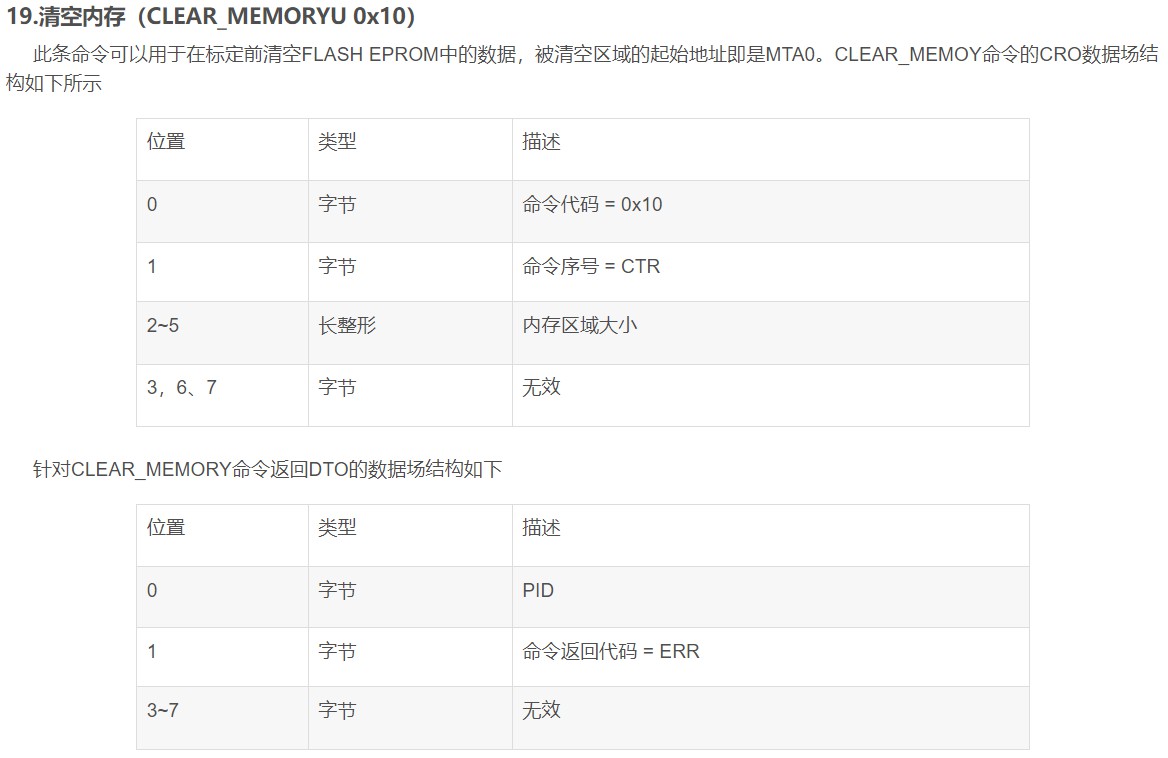 19.清空内存（CLEAR_MEMORYU 0x10）
此条命令可以用于在标定前清空FLASH EPROM中的数据，被清空区域的起始地址即是MTA0。CLEAR_MEMOY命令的CRO数据场结
构如下所示
位置 类型 描述
0 字节 命令代码 = 0x10
1 字节 命令序号 = CTR
2~5 长整形 内存区域大小
3，6、7 字节 无效
针对CLEAR_MEMORY命令返回DTO的数据场结构如下
位置 类型 描述
0 字节 PID
1 字节 命令返回代码 = ERR
3~7 字节 无效